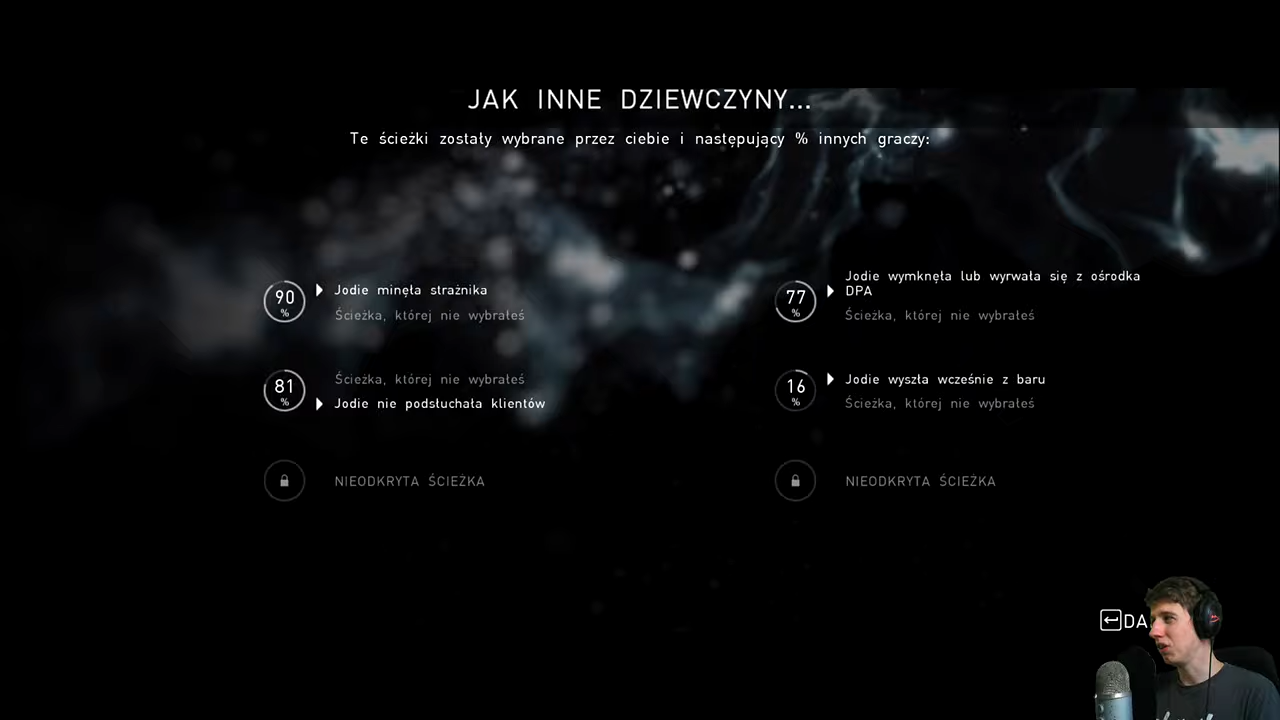 JAK INNE DZIEWCZYNY...
Te ścieżki zostały wybrane przez ciebie i następujący % innych graczy:
90 %
Jodie minęła strażnika
Ścieżka, której nie wybrałeś
77 %
Jodie wymknęła lub wyrwała się z ośrodka
DPA
Ścieżka, której nie wybrałeś
81 %
Ścieżka, której nie wybrałeś
Jodie nie podsłuchała klientów
16 %
Jodie wyszła wcześnie z baru
Ścieżka, której nie wybrałeś
NIEODKRYTA ŚCIEŻKA
NIEODKRYTA ŚCIEŻKA